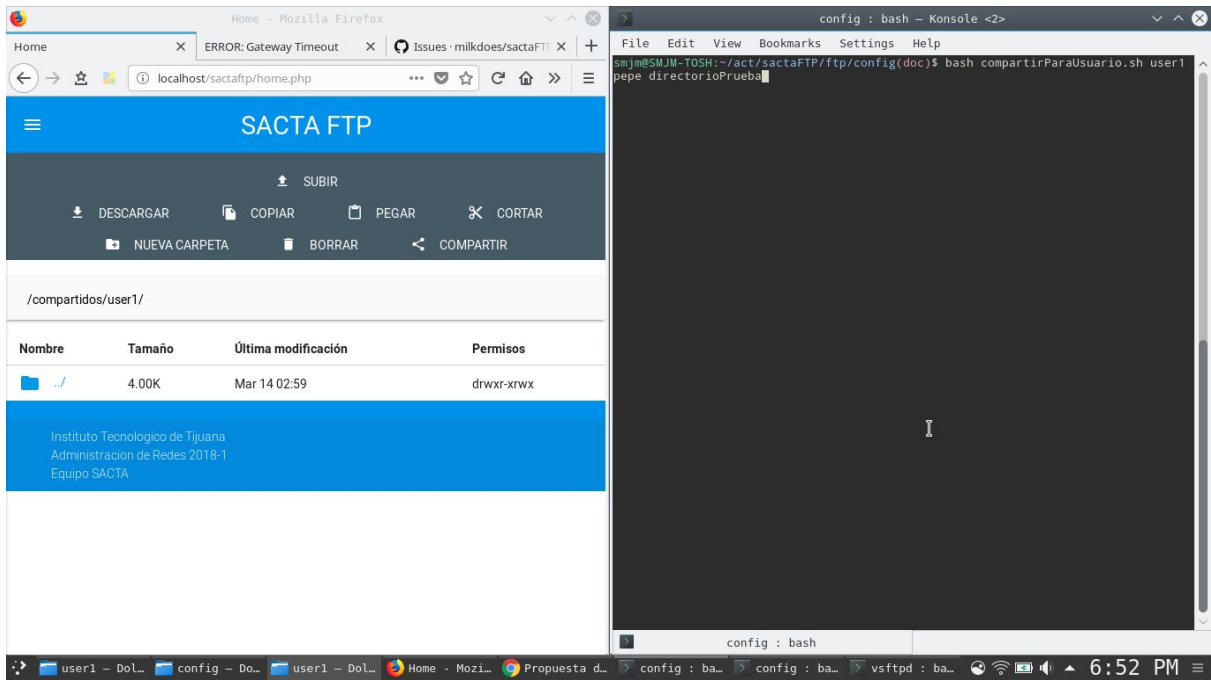 Home - Mozilla Firefox
Home
ERROR: Gateway Timeout
Issues · milkdoes/sactaFT
localhost/sactaftp/home.php
SACTA FTP
SUBIR
DESCARGAR COPIAR PEGAR CORTAR
NUEVA CARPETA BORRAR COMPARTIR
/compartidos/user1/
Nombre Tamaño Última modificación Permisos
../ 4.00K Mar 14 02:59 drwxr-xrwx
Instituto Tecnologico de Tijuana
Administracion de Redes 2018-1
Equipo SACTA
config : bash — Konsole <2>
File Edit View Bookmarks Settings Help
smjm@SMJM-TOSH:~/act/sactaFTP/ftp/config(doc)$ bash compartirParaUsuario.sh user1
pepe directorioPrueba
config : bash
user1 — Dol… config — Do… user1 — Dol… Home - Mozi… Propuesta d… config : ba… config : ba… vsftpd : ba… 6:52 PM